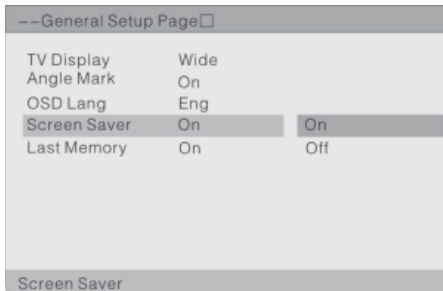 --General Setup Page□
TV Display Wide
Angle Mark On
OSD Lang Eng
Screen Saver On On
Last Memory On Off
Screen Saver